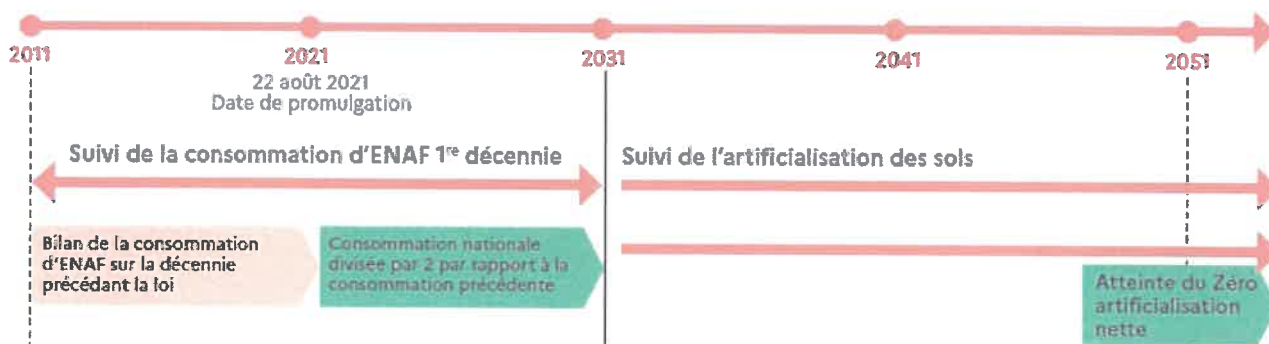 2011
2021
2031
2041
2051
22 août 2021
Date de promulgation
Suivi de la consommation d'ENAF 1re décennie
Suivi de l'artificialisation des sols
Bilan de la consommation
d'ENAF sur la décennie
précédant la loi
Consommation nationale
divisée par 2 par rapport à la
consommation précédente
Atteinte du Zéro
artificialisation
nette